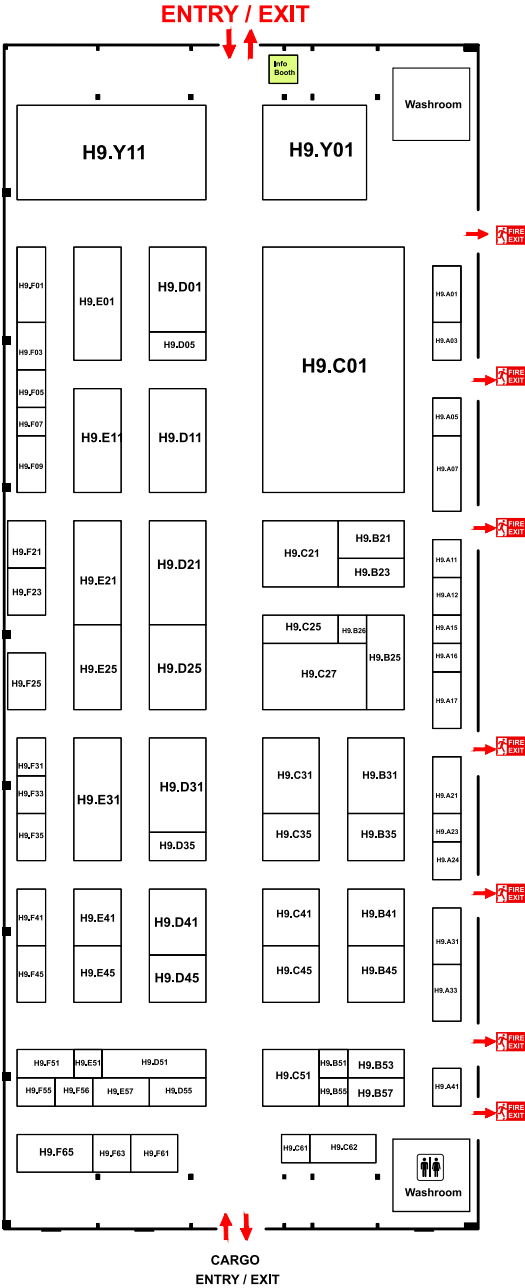 ENTRY / EXIT
Info
Booth
Washroom
H9.Y11
H9.Y01
FIRE
EXIT
H9.F01
H9.E01
H9.D01
H9.C01
H9.A01
H9.F03
H9.D05
H9.A03
FIRE
EXIT
H9.F05
H9.F07
H9.F09
H9.E11
H9.D11
H9.A05
H9.A07
FIRE
EXIT
H9.F21
H9.F23
H9.E21
H9.D21
H9.C21
H9.B21
H9.B23
H9.A11
H9.A12
H9.F25
H9.E25
H9.D25
H9.C25
H9.B26
H9.B25
H9.C27
H9.A15
H9.A16
H9.A17
FIRE
EXIT
H9.F31
H9.F33
H9.F35
H9.E31
H9.D31
H9.D35
H9.C31
H9.C35
H9.B31
H9.B35
H9.A21
H9.A23
H9.A24
FIRE
EXIT
H9.F41
H9.E41
H9.D41
H9.C41
H9.B41
H9.A31
H9.F45
H9.E45
H9.D45
H9.C45
H9.B45
H9.A33
FIRE
EXIT
H9.F51
H9.E51
H9.D51
H9.C51
H9.B51
H9.B53
H9.A41
H9.F55
H9.F56
H9.E57
H9.D55
H9.B55
H9.B57
FIRE
EXIT
H9.F65
H9.F63
H9.F61
H9.C61
H9.C62
Washroom
CARGO
ENTRY / EXIT